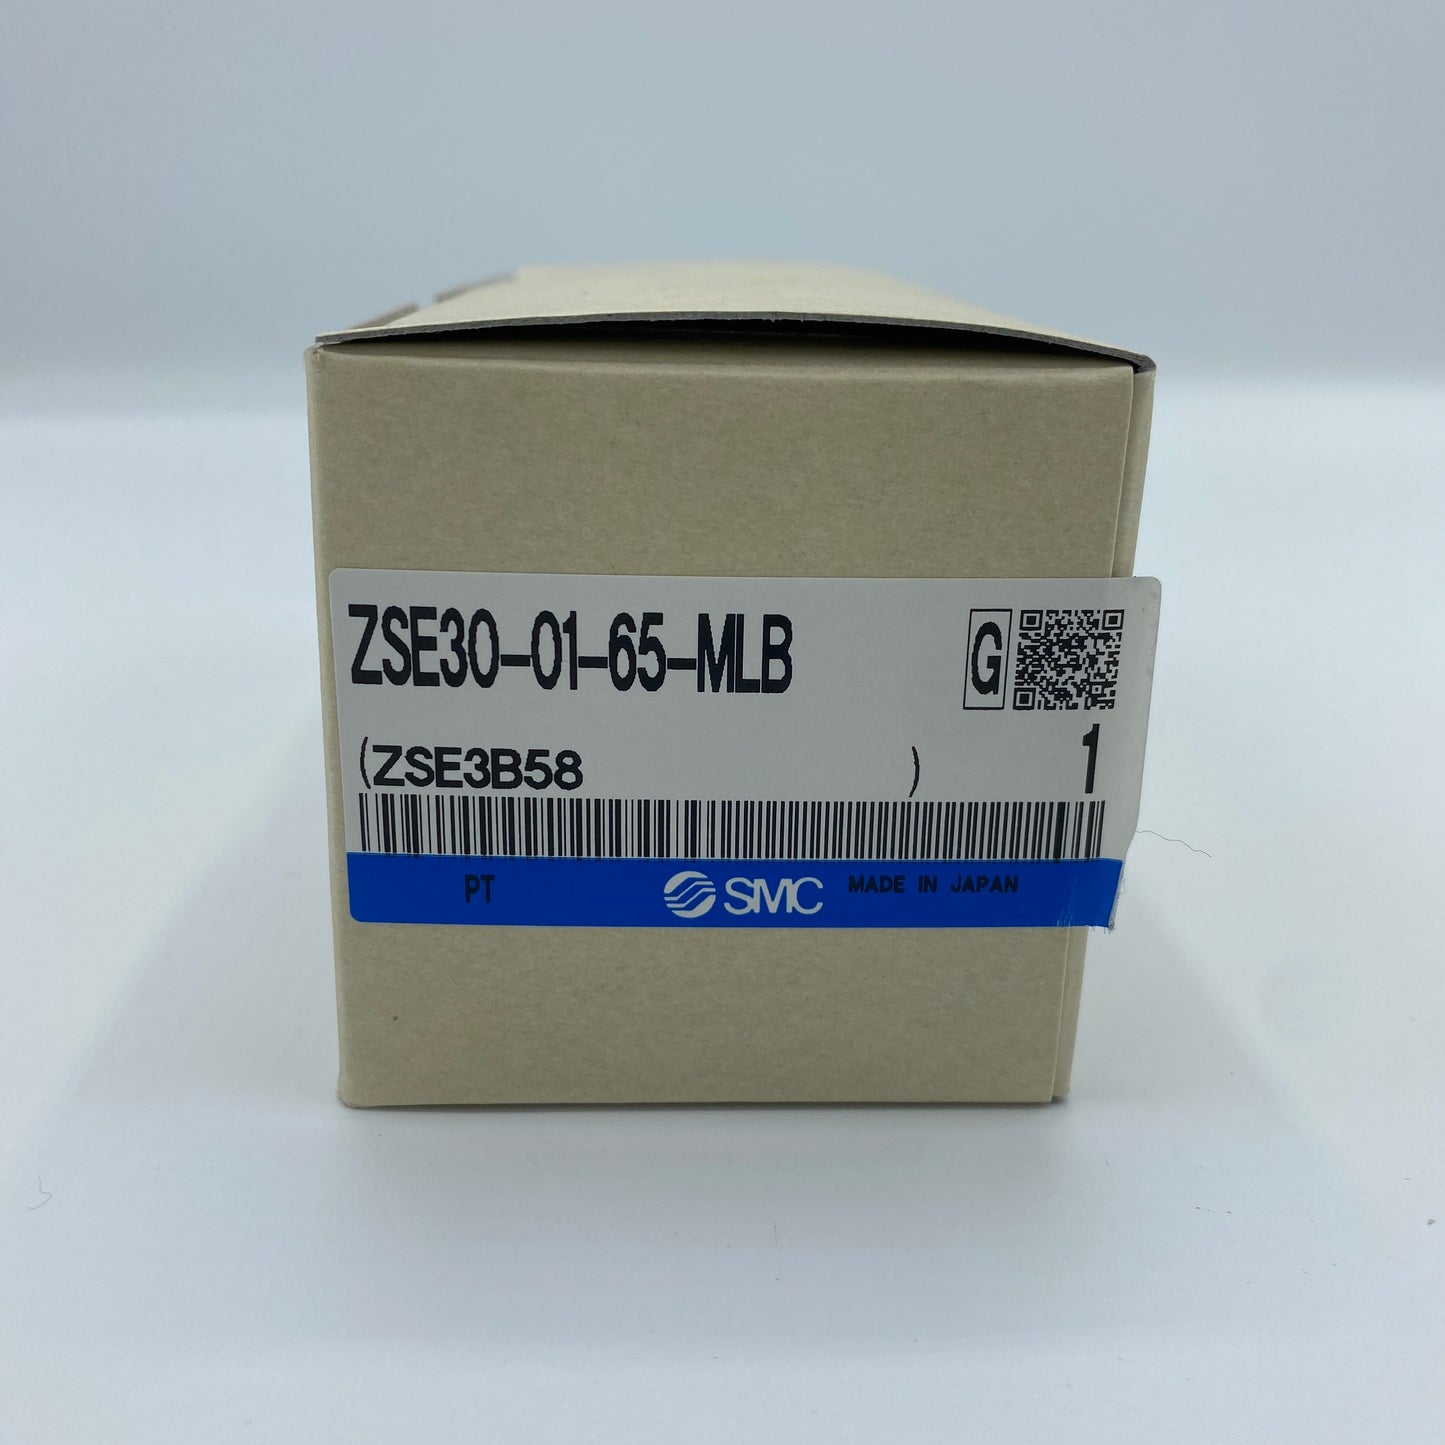 ZSE30-01-65-MLB
G
(ZSE3B58 )
1
PT SMC MADE IN JAPAN